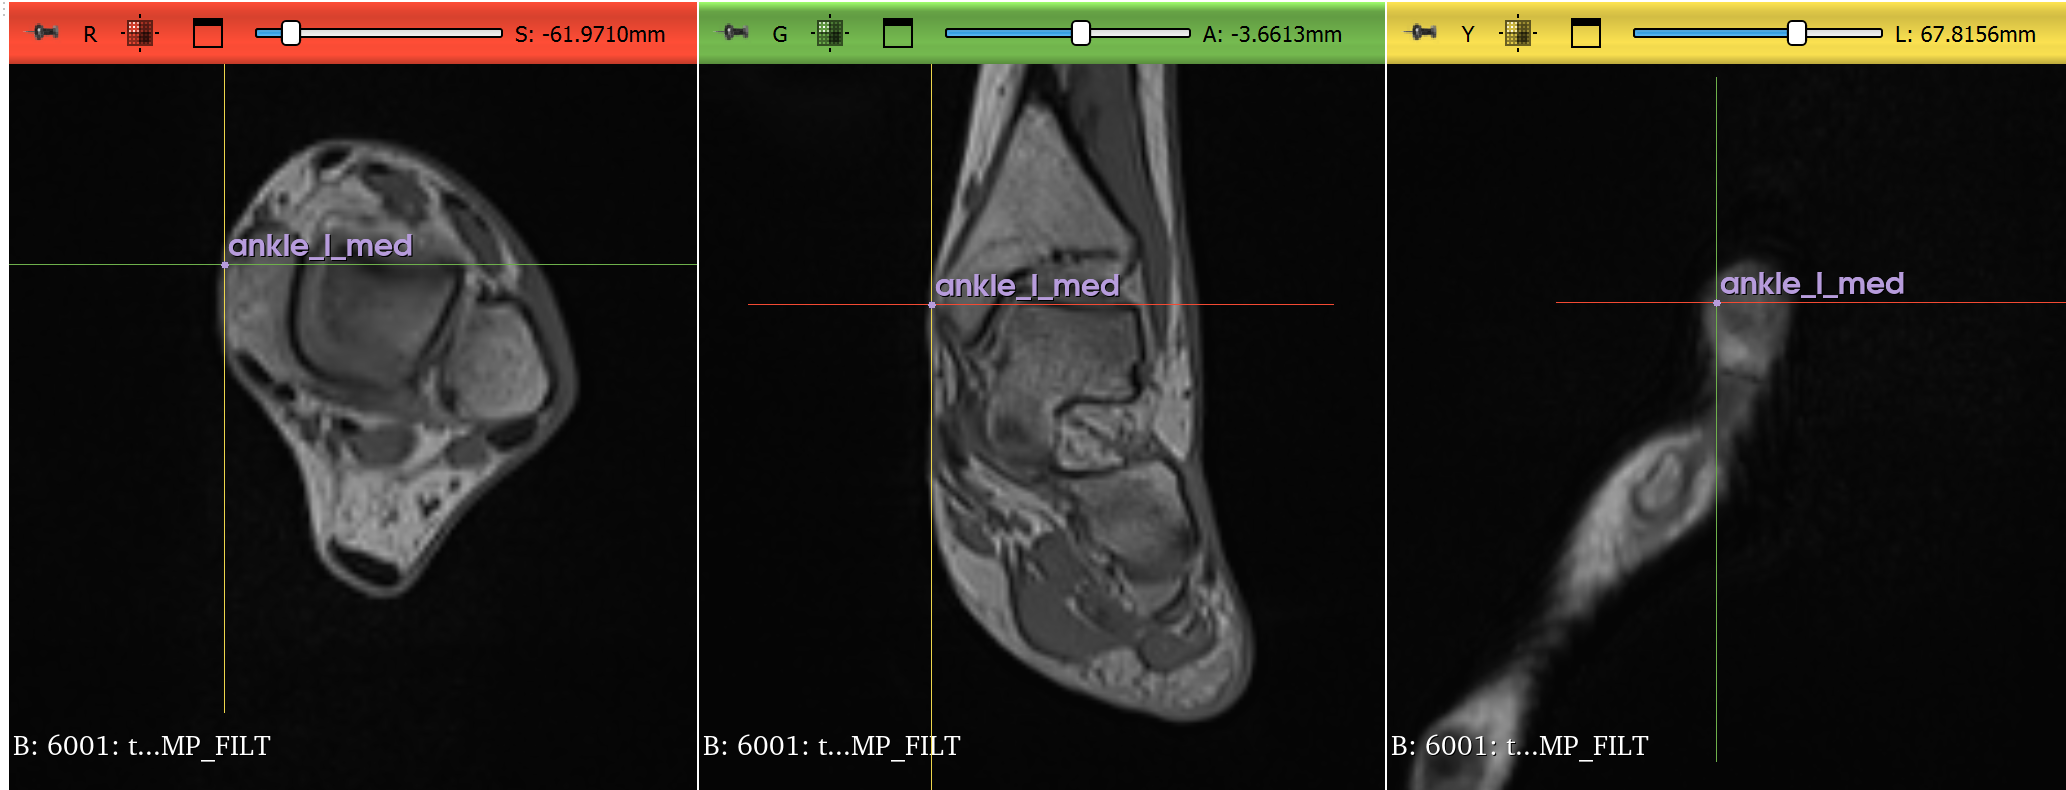 R S: -61.9710mm
G A: -3.6613mm
Y L: 67.8156mm
ankle_l_med
ankle_l_med
ankle_l_med
B: 6001: t...MP_FILT
B: 6001: t...MP_FILT
B: 6001: t...MP_FILT